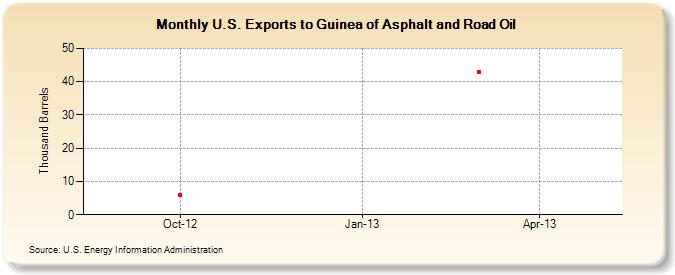 Monthly U.S. Exports to Guinea of Asphalt and Road Oil
Thousand Barrels
50
40
30
20
10
0
Oct-12 Jan-13 Apr-13
Source: U.S. Energy Information Administration